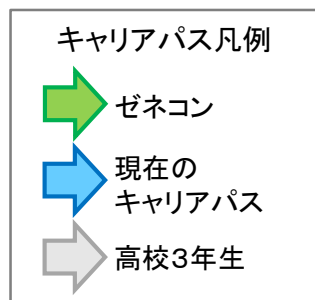 キャリアパス凡例
ゼネコン
現在の
キャリアパス
高校３年生